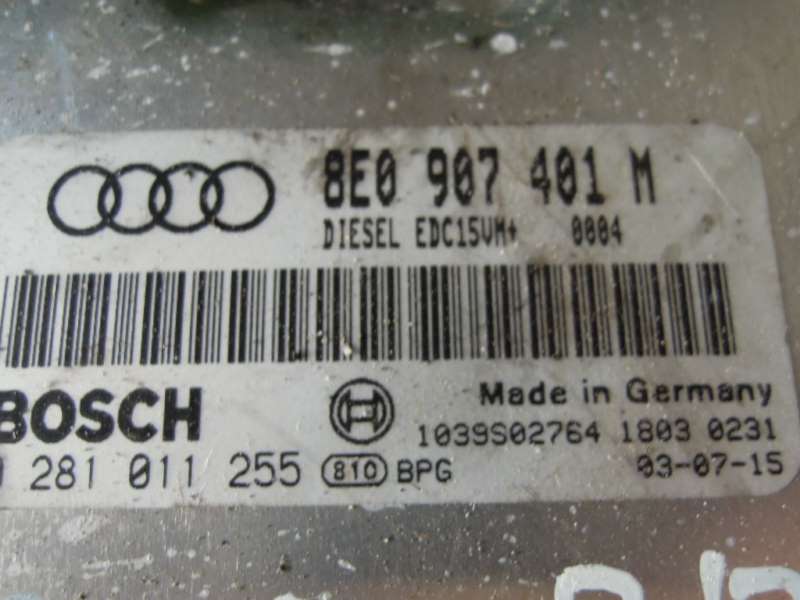 8E0 907 401 M
DIESEL EDC15VM+ 0004
BOSCH
Made in Germany
1039S02764 1803 0231
281 011 255 810 BPG 03-07-15